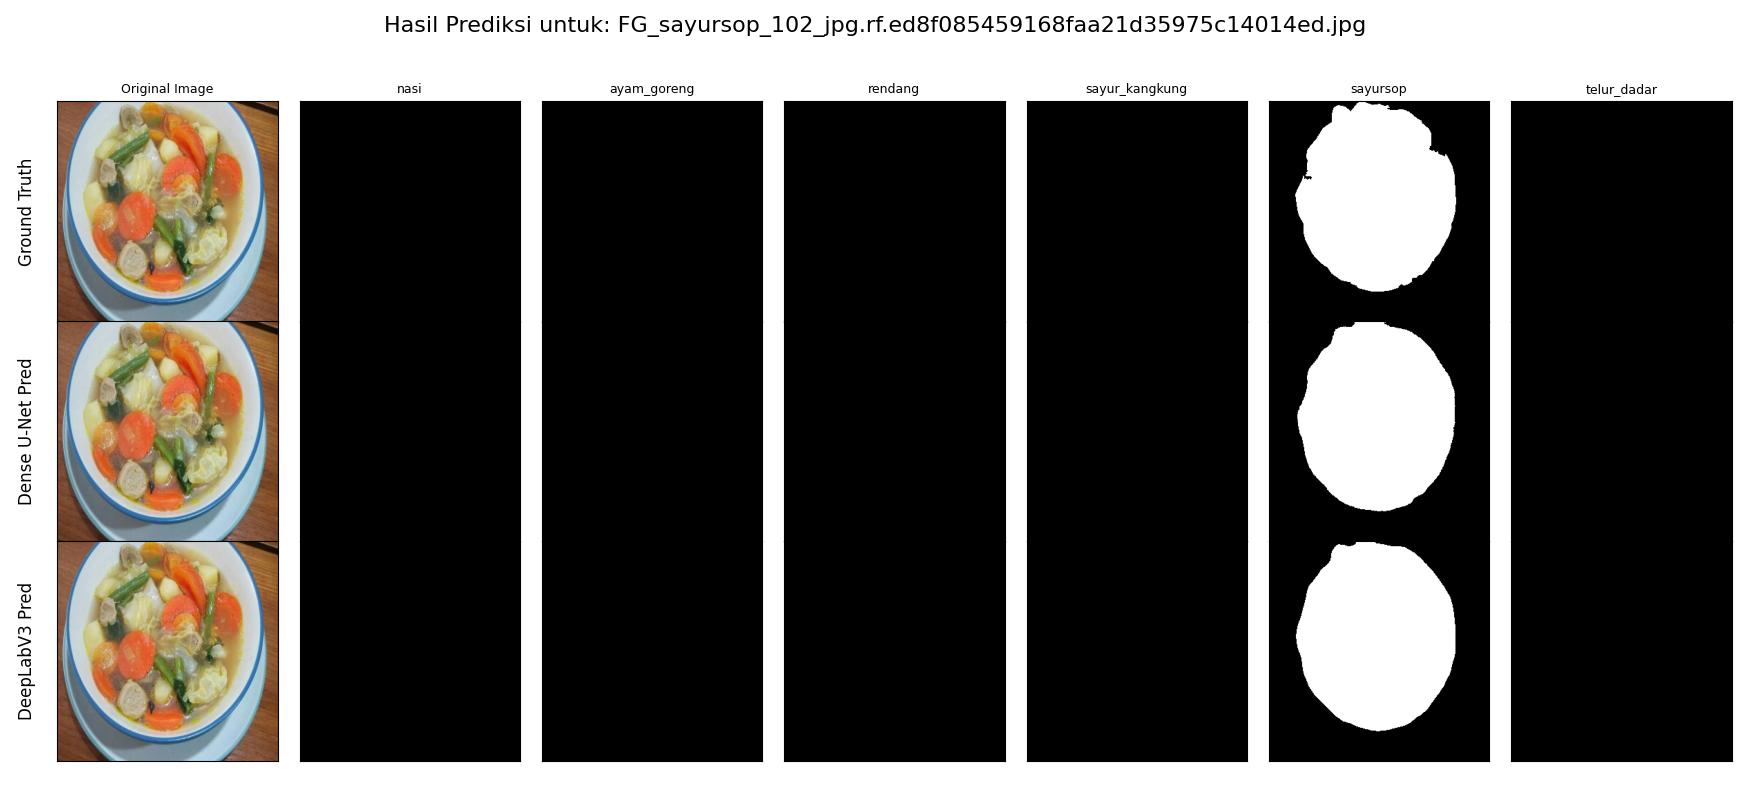 Hasil Prediksi untuk: FG_sayursop_102_jpg.rf.ed8f085459168faa21d35975c14014ed.jpg
Original Image nasi ayam_goreng rendang sayur_kangkung sayursop telur_dadar
Ground Truth
Dense U-Net Pred
DeepLabV3 Pred